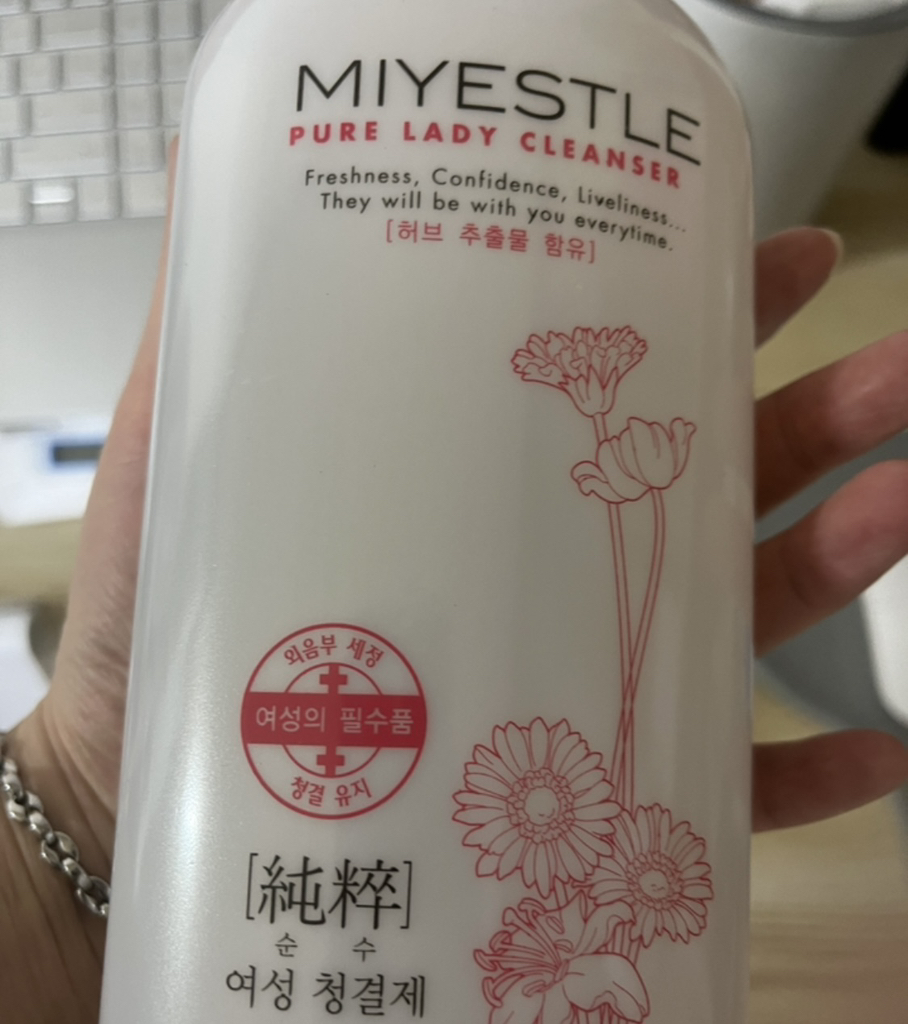 MIYESTLE
PURE LADY CLEANSER
Freshness, Confidence, Liveliness...
They will be with you everytime.
[허브 추출물 함유]
외음부 세정
여성의 필수품
청결 유지
[純粹]
순 수
여성 청결제